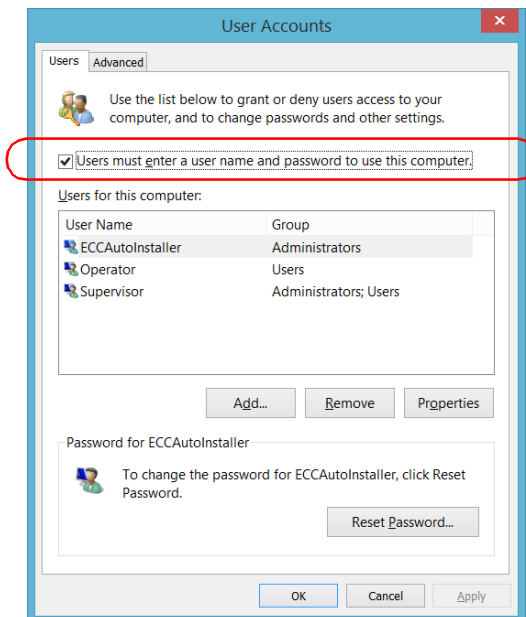 User Accounts
Users
Advanced
Use the list below to grant or deny users access to your
computer, and to change passwords and other settings.
Users must enter a user name and password to use this computer.
Users for this computer:
User Name Group
ECCAutoInstaller Administrators
Operator Users
Supervisor Administrators; Users
Add... Remove Properties
Password for ECCAutoInstaller
To change the password for ECCAutoInstaller, click Reset
Password.
Reset Password...
OK Cancel Apply